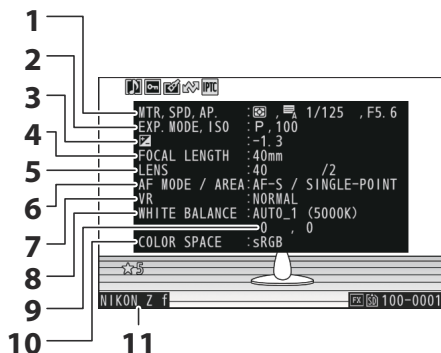 1
2
3
4
5
6
7
8
9
10
11
IPTC
MTR, SPD, AP. : , A 1/125 , F5.6
EXP. MODE, ISO : P, 100
: -1.3
FOCAL LENGTH : 40mm
LENS : 40 /2
AF MODE / AREA : AF-S / SINGLE-POINT
VR : NORMAL
WHITE BALANCE : AUTO_1 (5000K)
0 , 0
COLOR SPACE : sRGB
5
NIKON Z f
FX SD 100-0001